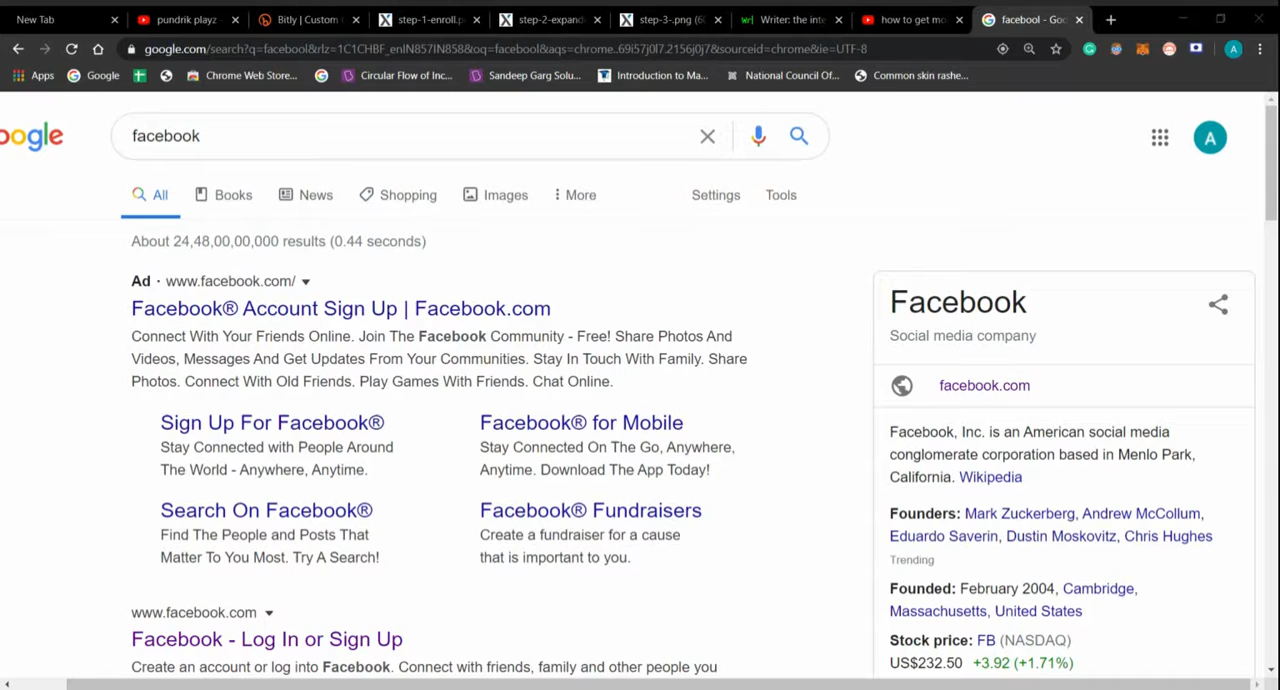 New Tab
pundrik playz -
Bitly | Custom
step-1-enroll.p
step-2-expand
step-3-.png (6
Writer: the inte
how to get mo
facebool - Goo
google.com/search?q=facebool&rlz=1C1CHBF_enIN857IN858&oq=facebool&aqs=chrome..69i57j0l7.2156j0j7&sourceid=chrome&ie=UTF-8
Apps
Google
Chrome Web Store...
Circular Flow of Inc...
Sandeep Garg Solu...
Introduction to Ma...
National Council Of...
Common skin rashe...
A
oogle
facebook
A
All
Books
News
Shopping
Images
More
Settings
Tools
About 24,48,00,00,000 results (0.44 seconds)
Ad · www.facebook.com/
Facebook® Account Sign Up | Facebook.com
Connect With Your Friends Online. Join The Facebook Community - Free! Share Photos And
Videos, Messages And Get Updates From Your Communities. Stay In Touch With Family. Share
Photos. Connect With Old Friends. Play Games With Friends. Chat Online.
Sign Up For Facebook®
Stay Connected with People Around
The World - Anywhere, Anytime.
Facebook® for Mobile
Stay Connected On The Go, Anywhere,
Anytime. Download The App Today!
Search On Facebook®
Find The People and Posts That
Matter To You Most. Try A Search!
Facebook® Fundraisers
Create a fundraiser for a cause
that is important to you.
www.facebook.com
Facebook - Log In or Sign Up
Create an account or log into Facebook. Connect with friends, family and other people you
Facebook
Social media company
facebook.com
Facebook, Inc. is an American social media
conglomerate corporation based in Menlo Park,
California. Wikipedia
Founders: Mark Zuckerberg, Andrew McCollum,
Eduardo Saverin, Dustin Moskovitz, Chris Hughes
Trending
Founded: February 2004, Cambridge,
Massachusetts, United States
Stock price: FB (NASDAQ)
US$232.50 +3.92 (+1.71%)